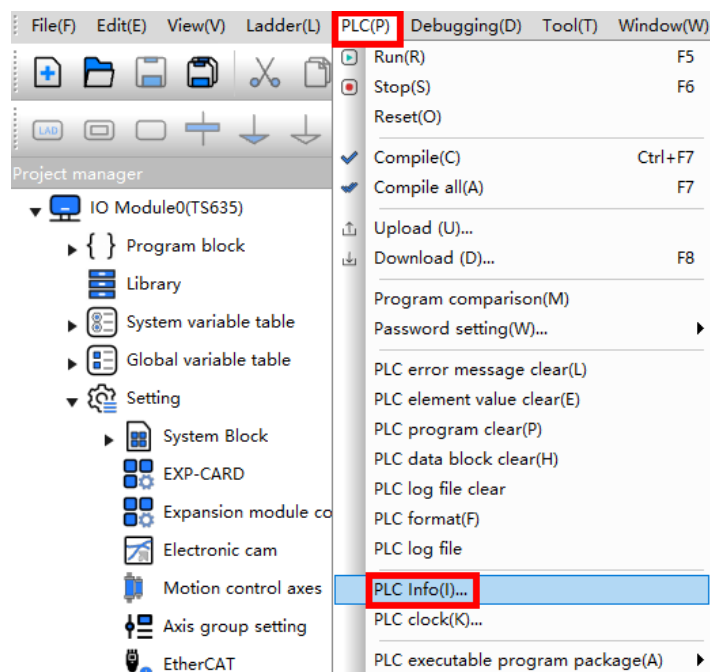 File(F) Edit(E) View(V) Ladder(L) PLC(P) Debugging(D) Tool(T) Window(W)
LAD
Project manager
IO Module0(TS635)
{ } Program block
Library
System variable table
Global variable table
Setting
System Block
EXP-CARD
Expansion module co
Electronic cam
Motion control axes
Axis group setting
EtherCAT
Run(R) F5
Stop(S) F6
Reset(O)
Compile(C) Ctrl+F7
Compile all(A) F7
Upload (U)...
Download (D)... F8
Program comparison(M)
Password setting(W)...
PLC error message clear(L)
PLC element value clear(E)
PLC program clear(P)
PLC data block clear(H)
PLC log file clear
PLC format(F)
PLC log file
PLC Info(I)...
PLC clock(K)...
PLC executable program package(A)